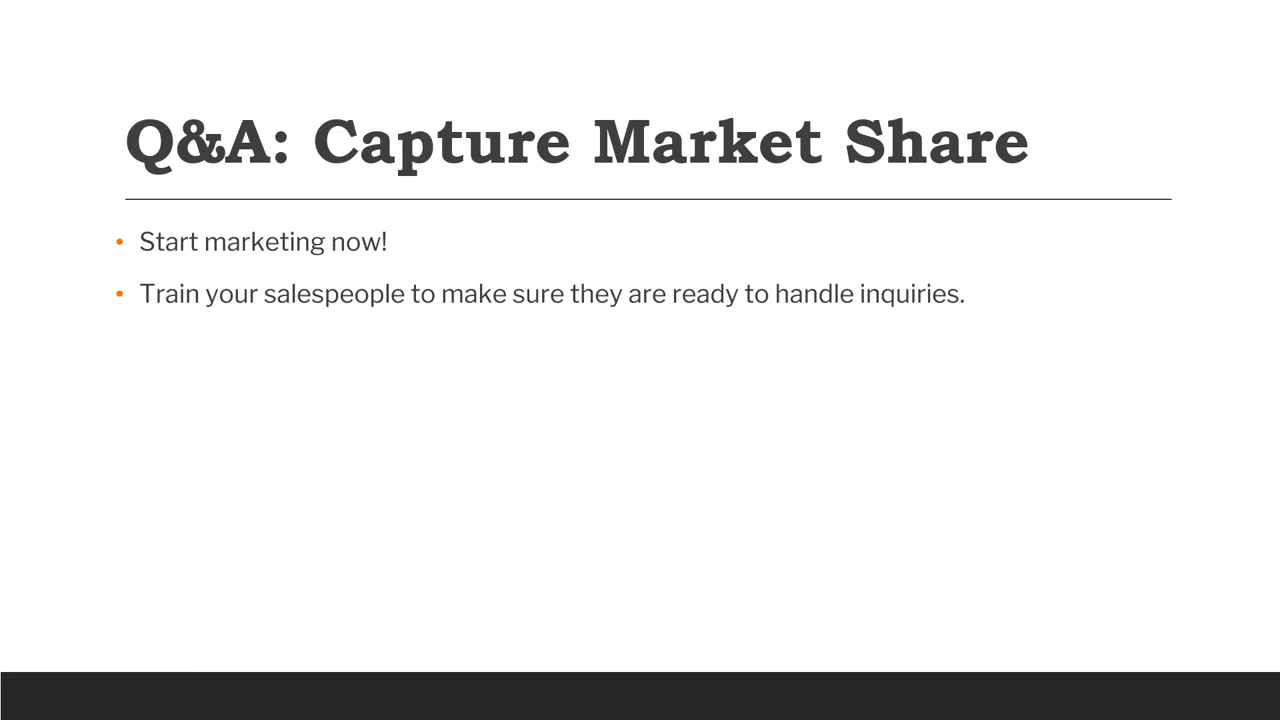 Q&A: Capture Market Share
• Start marketing now!
• Train your salespeople to make sure they are ready to handle inquiries.